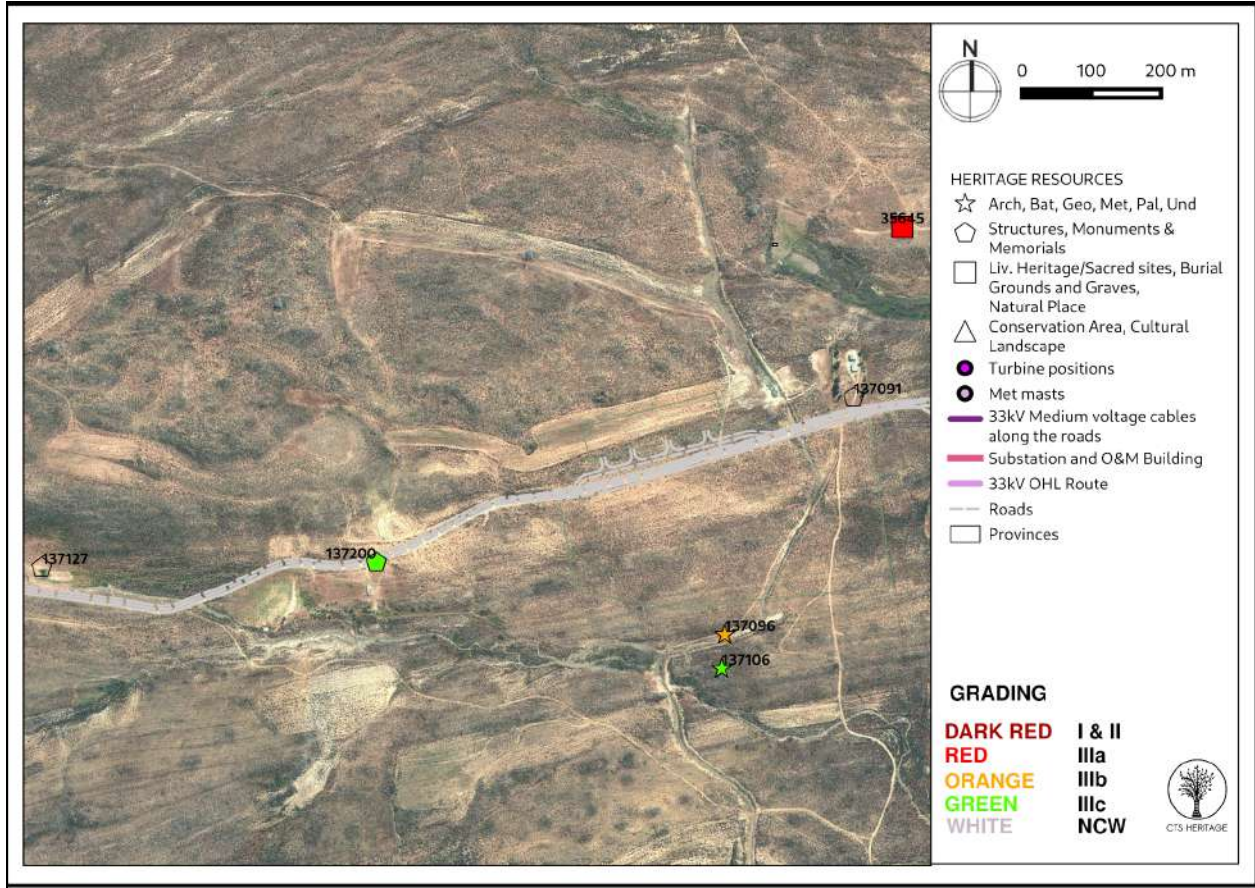 35645
137091
137200
137127
137096
137106
N
0 100 200 m
HERITAGE RESOURCES
Arch, Bat, Geo, Met, Pal, Und
Structures, Monuments &
Memorials
Liv. Heritage/Sacred sites, Burial
Grounds and Graves,
Natural Place
Conservation Area, Cultural
Landscape
Turbine positions
Met masts
33kV Medium voltage cables
along the roads
Substation and O&M Building
33kV OHL Route
Roads
Provinces
GRADING
DARK RED I & II
RED IIIa
ORANGE IIIb
GREEN IIIc
WHITE NCW
CTS HERITAGE